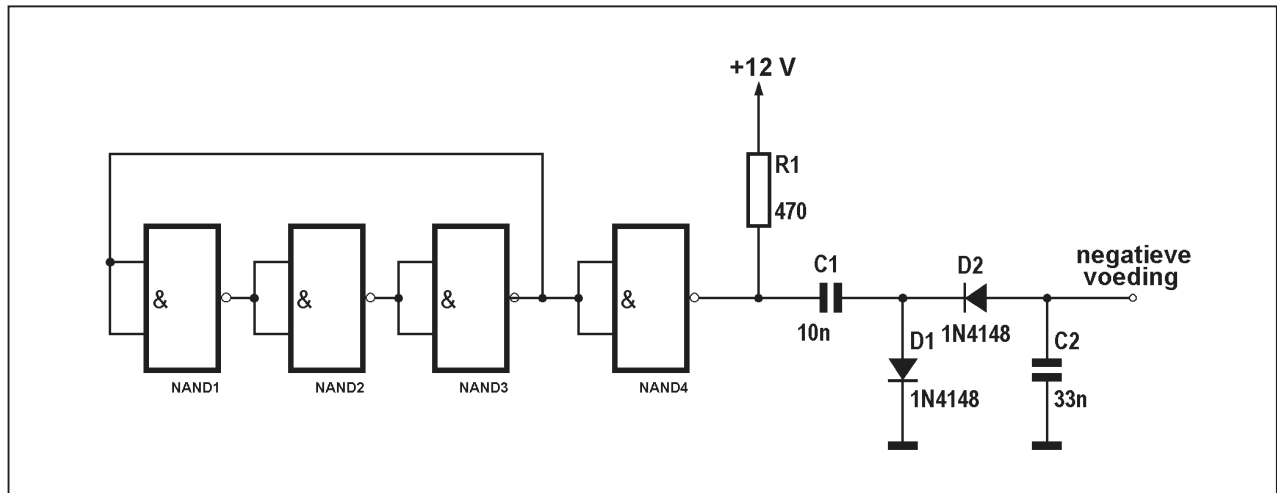 +12 V
R1
470
&
&
&
&
NAND1
NAND2
NAND3
NAND4
C1
10n
D2
1N4148
D1
1N4148
negatieve
voeding
C2
33n